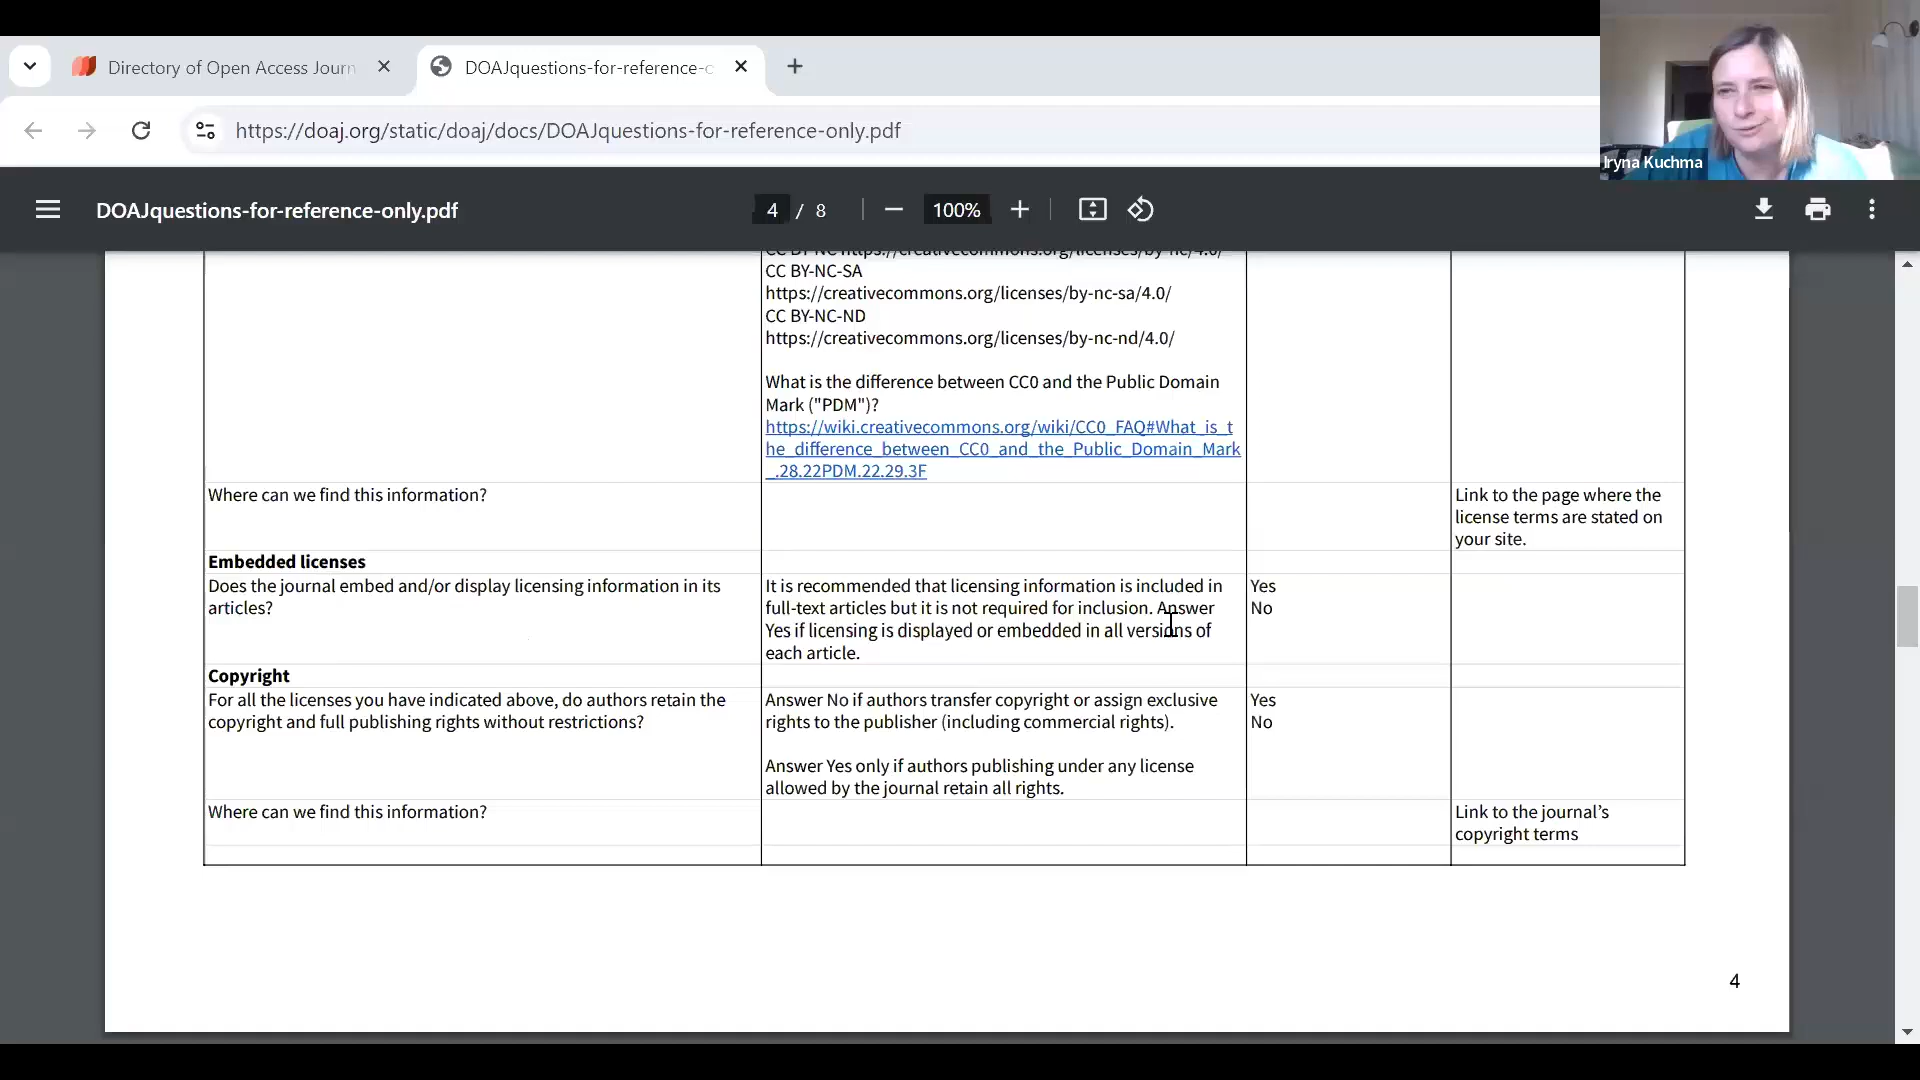 Directory of Open Access Journ
DOAJquestions-for-reference-c
https://doaj.org/static/doaj/docs/DOAJquestions-for-reference-only.pdf
Iryna Kuchma
DOAJquestions-for-reference-only.pdf
4 / 8
100%
CC BY-NC https://creativecommons.org/licenses/by-nc/4.0/
CC BY-NC-SA
https://creativecommons.org/licenses/by-nc-sa/4.0/
CC BY-NC-ND
https://creativecommons.org/licenses/by-nc-nd/4.0/
What is the difference between CC0 and the Public Domain
Mark ("PDM")?
https://wiki.creativecommons.org/wiki/CC0_FAQ#What_is_t
he_difference_between_CC0_and_the_Public_Domain_Mark
_.28.22PDM.22.29.3F
Where can we find this information?
Link to the page where the
license terms are stated on
your site.
Embedded licenses
Does the journal embed and/or display licensing information in its
articles?
It is recommended that licensing information is included in
full-text articles but it is not required for inclusion. Answer
Yes if licensing is displayed or embedded in all versions of
each article.
Yes
No
Copyright
For all the licenses you have indicated above, do authors retain the
copyright and full publishing rights without restrictions?
Answer No if authors transfer copyright or assign exclusive
rights to the publisher (including commercial rights).
Answer Yes only if authors publishing under any license
allowed by the journal retain all rights.
Yes
No
Where can we find this information?
Link to the journal’s
copyright terms
4